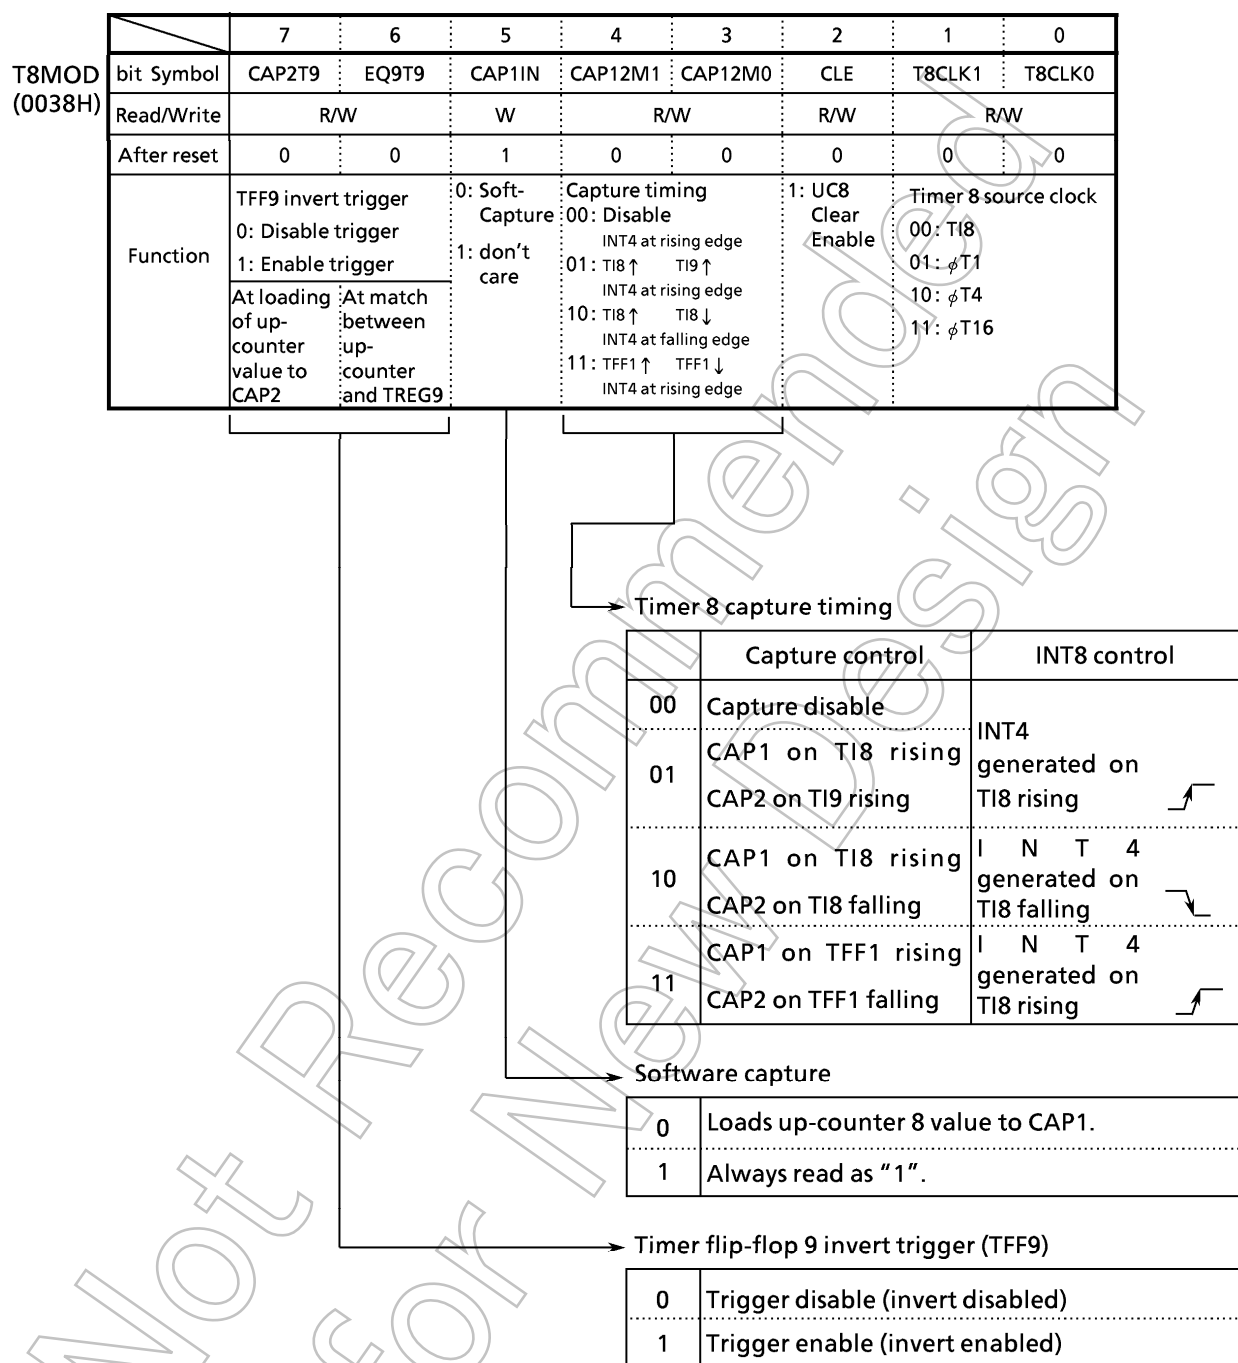 7 6 5 4 3 2 1 0
T8MOD
(0038H)
bit Symbol CAP2T9 EQ9T9 CAP1IN CAP12M1 CAP12M0 CLE T8CLK1 T8CLK0
Read/Write R/W W R/W R/W R/W
After reset 0 0 1 0 0 0 0 0
Function
TFF9 invert trigger
0: Disable trigger
1: Enable trigger
At loading
of up-
counter
value to
CAP2
At match
between
up-
counter
and TREG9
0: Soft-
Capture
1: don't
care
Capture timing
00: Disable
INT4 at rising edge
01: TI8↑ TI9↑
INT4 at rising edge
10: TI8↑ TI8↓
INT4 at falling edge
11: TFF1↑ TFF1↓
INT4 at rising edge
1: UC8
Clear
Enable
Timer 8 source clock
00: TI8
01: ϕT1
10: ϕT4
11: ϕT16
Timer 8 capture timing
Capture control INT8 control
00 Capture disable
01 CAP1 on TI8 rising
CAP2 on TI9 rising
INT4
generated on
TI8 rising
10 CAP1 on TI8 rising
CAP2 on TI8 falling
I N T 4
generated on
TI8 falling
11 CAP1 on TFF1 rising
CAP2 on TFF1 falling
I N T 4
generated on
TI8 rising
Software capture
0 Loads up-counter 8 value to CAP1.
1 Always read as "1".
Timer flip-flop 9 invert trigger (TFF9)
0 Trigger disable (invert disabled)
1 Trigger enable (invert enabled)
Not Recommended
for New Design